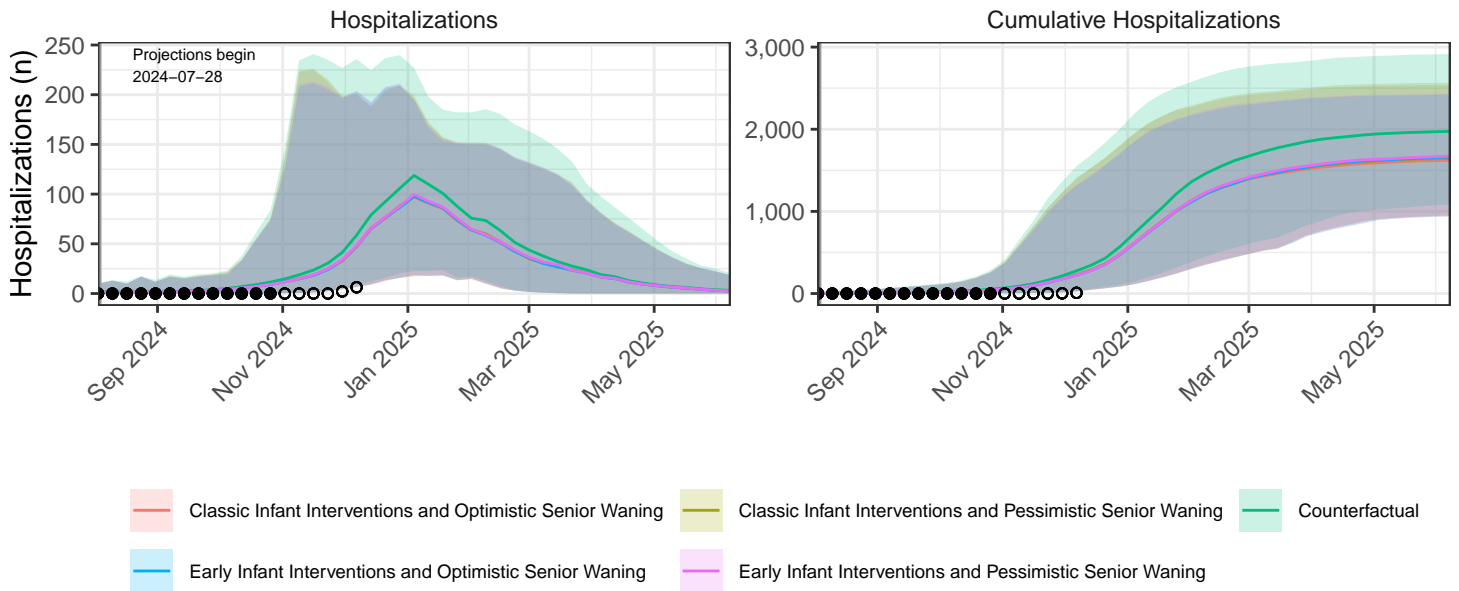 Hospitalizations
Cumulative Hospitalizations
Hospitalizations (n)
250
200
150
100
50
0
Projections begin
2024−07−28
Sep 2024
Nov 2024
Jan 2025
Mar 2025
May 2025
3,000
2,000
1,000
0
Sep 2024
Nov 2024
Jan 2025
Mar 2025
May 2025
Classic Infant Interventions and Optimistic Senior Waning
Classic Infant Interventions and Pessimistic Senior Waning
Counterfactual
Early Infant Interventions and Optimistic Senior Waning
Early Infant Interventions and Pessimistic Senior Waning